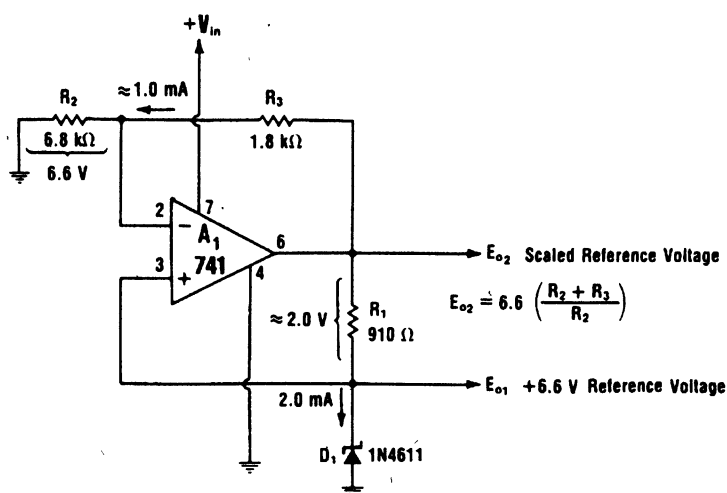 +Vin
≈1.0 mA
R2
R3
6.8 kΩ
1.8 kΩ
6.6 V
2
7
−
A1
6
3
741
4
+
Eo2 Scaled Reference Voltage
Eo2 = 6.6 (R2 + R3 / R2)
≈2.0 V
R1
910 Ω
Eo1 +6.6 V Reference Voltage
2.0 mA
D1
1N4611